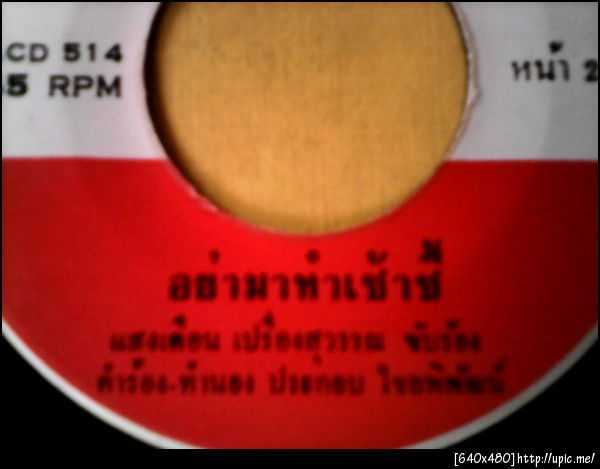 CD 514
5 RPM
หน้า 2
อย่ามาทำเซ้าซี้
แสงเดือน เปรื่องสุวรรณ ขับร้อง
คำร้อง-ทำนอง ประกอบ ไชยพิพัฒน์
[640x480]http://upic.me/